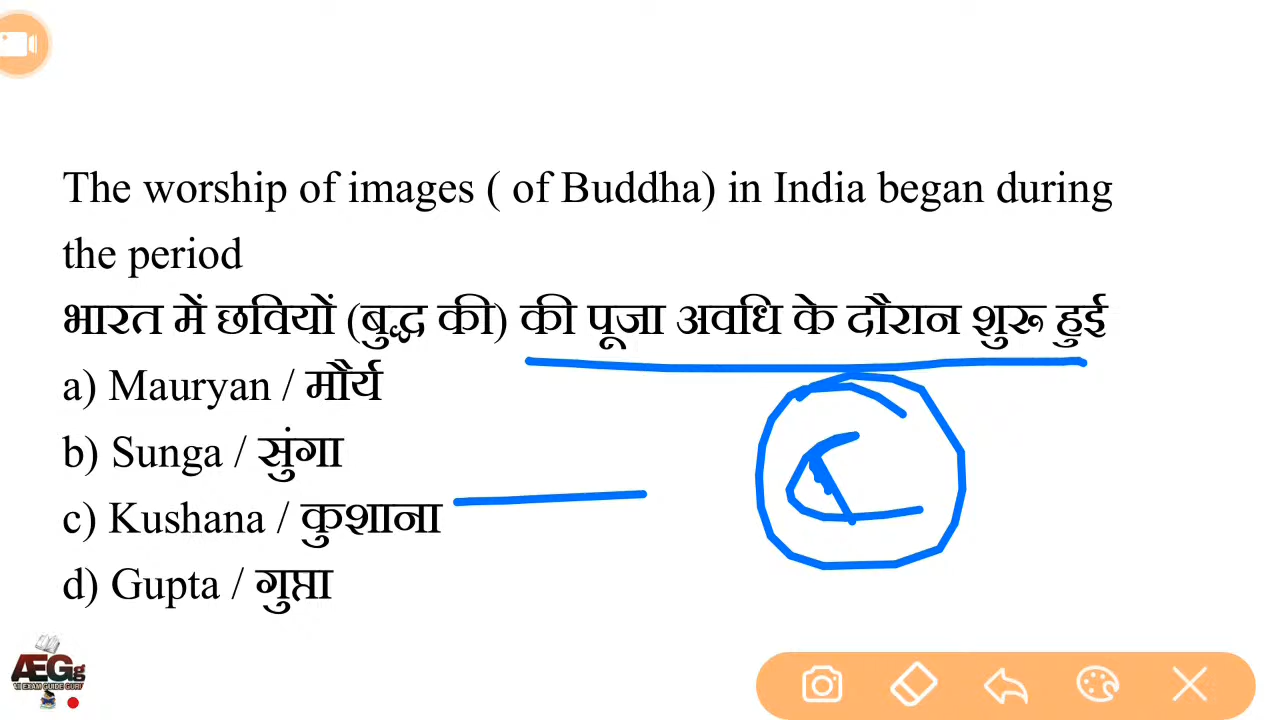 The worship of images ( of Buddha) in India began during
the period
भारत में छवियों (बुद्ध की) की पूजा अवधि के दौरान शुरू हुई
a) Mauryan / मौर्य
b) Sunga / सुंगा
c) Kushana / कुशाना
d) Gupta / गुप्ता
C
ÆGg